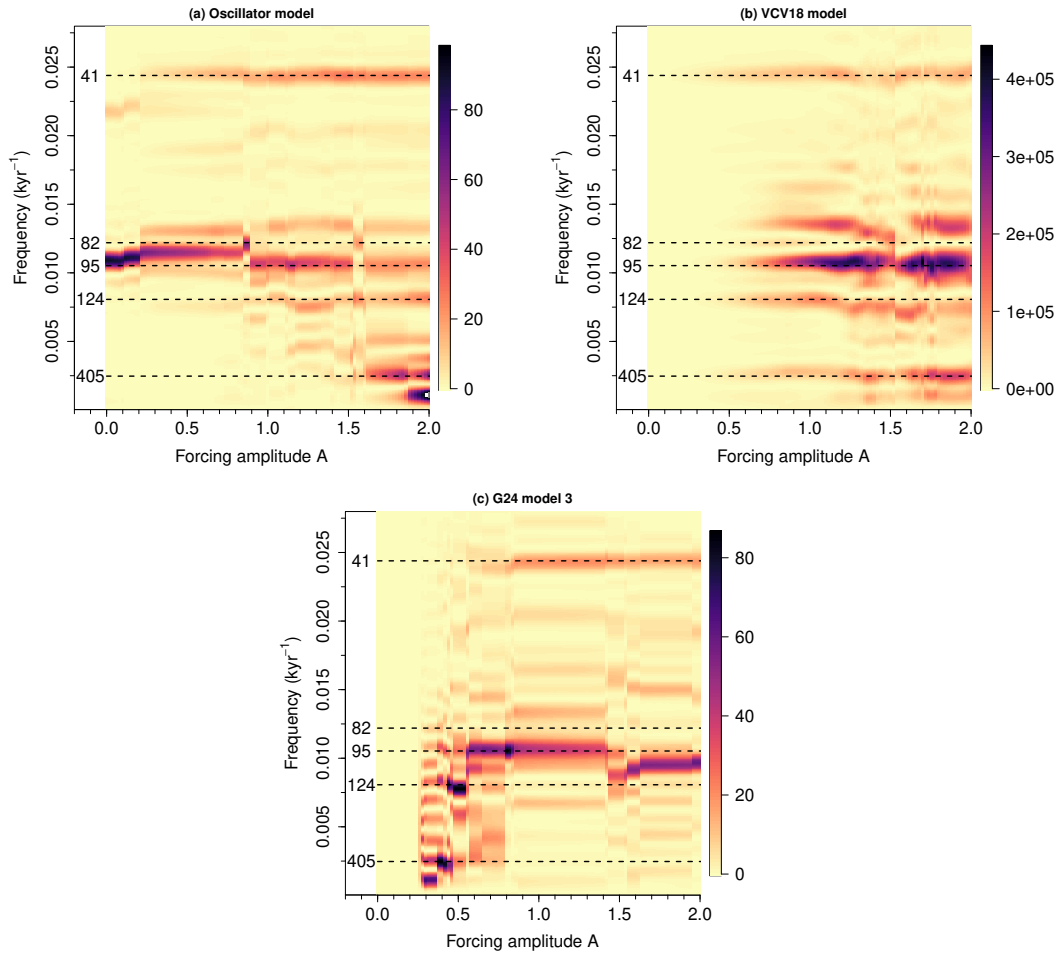 (a) Oscillator model
Frequency (kyr−1)
0.005 0.010 0.015 0.020 0.025
41
82
95
124
405
0.0 0.5 1.0 1.5 2.0
Forcing amplitude A
0 20 40 60 80
(b) VCV18 model
Frequency (kyr−1)
0.005 0.010 0.015 0.020 0.025
41
82
95
124
405
0.0 0.5 1.0 1.5 2.0
Forcing amplitude A
0e+00 1e+05 2e+05 3e+05 4e+05
(c) G24 model 3
Frequency (kyr−1)
0.005 0.010 0.015 0.020 0.025
41
82
95
124
405
0.0 0.5 1.0 1.5 2.0
Forcing amplitude A
0 20 40 60 80